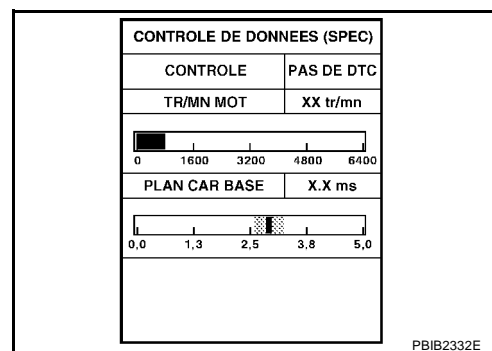 CONTROLE DE DONNEES (SPEC)
CONTROLE PAS DE DTC
TR/MN MOT XX tr/mn
0 1600 3200 4800 6400
PLAN CAR BASE X.X ms
0,0 1,3 2,5 3,8 5,0
PBIB2332E